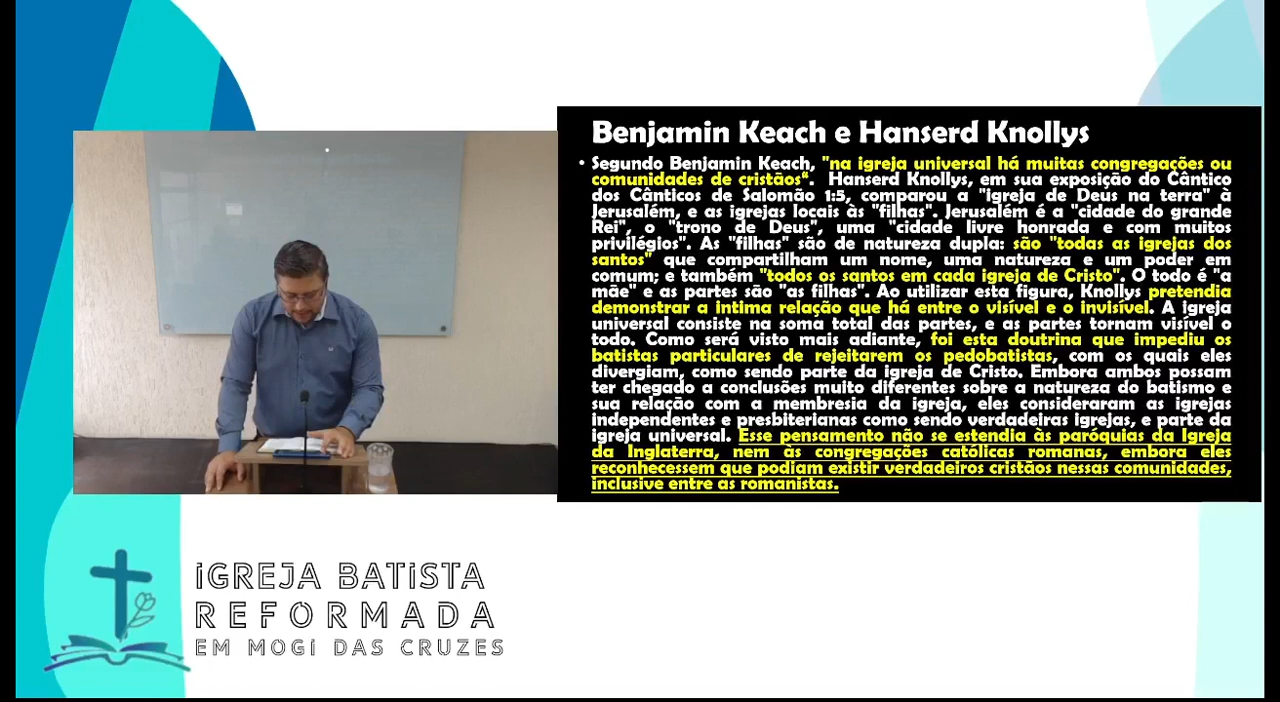 Benjamin Keach e Hanserd Knollys
• Segundo Benjamin Keach, "na igreja universal há muitas congregações ou
comunidades de cristãos“. Hanserd Knollys, em sua exposição do Cântico
dos Cânticos de Salomão 1:5, comparou a "igreja de Deus na terra" à
Jerusalém, e as igrejas locais às "filhas". Jerusalém é a "cidade do grande
Rei", o "trono de Deus", uma "cidade livre honrada e com muitos
privilégios". As "filhas" são de natureza dupla: são "todas as igrejas dos
santos" que compartilham um nome, uma natureza e um poder em
comum; e também "todos os santos em cada igreja de Cristo". O todo é "a
mãe" e as partes são "as filhas". Ao utilizar esta figura, Knollys pretendia
demonstrar a intima relação que há entre o visível e o invisível. A igreja
universal consiste na soma total das partes, e as partes tornam visível o
todo. Como será visto mais adiante, foi esta doutrina que impediu os
batistas particulares de rejeitarem os pedobatistas, com os quais eles
divergiam, como sendo parte da igreja de Cristo. Embora ambos possam
ter chegado a conclusões muito diferentes sobre a natureza do batismo e
sua relação com a membresia da igreja, eles consideraram as igrejas
independentes e presbiterianas como sendo verdadeiras igrejas, e parte da
igreja universal. Esse pensamento não se estendia às paróquias da Igreja
da Inglaterra, nem às congregações católicas romanas, embora eles
reconhecessem que podiam existir verdadeiros cristãos nessas comunidades,
inclusive entre as romanistas.
IGREJA BATISTA
REFORMADA
EM MOGI DAS CRUZES